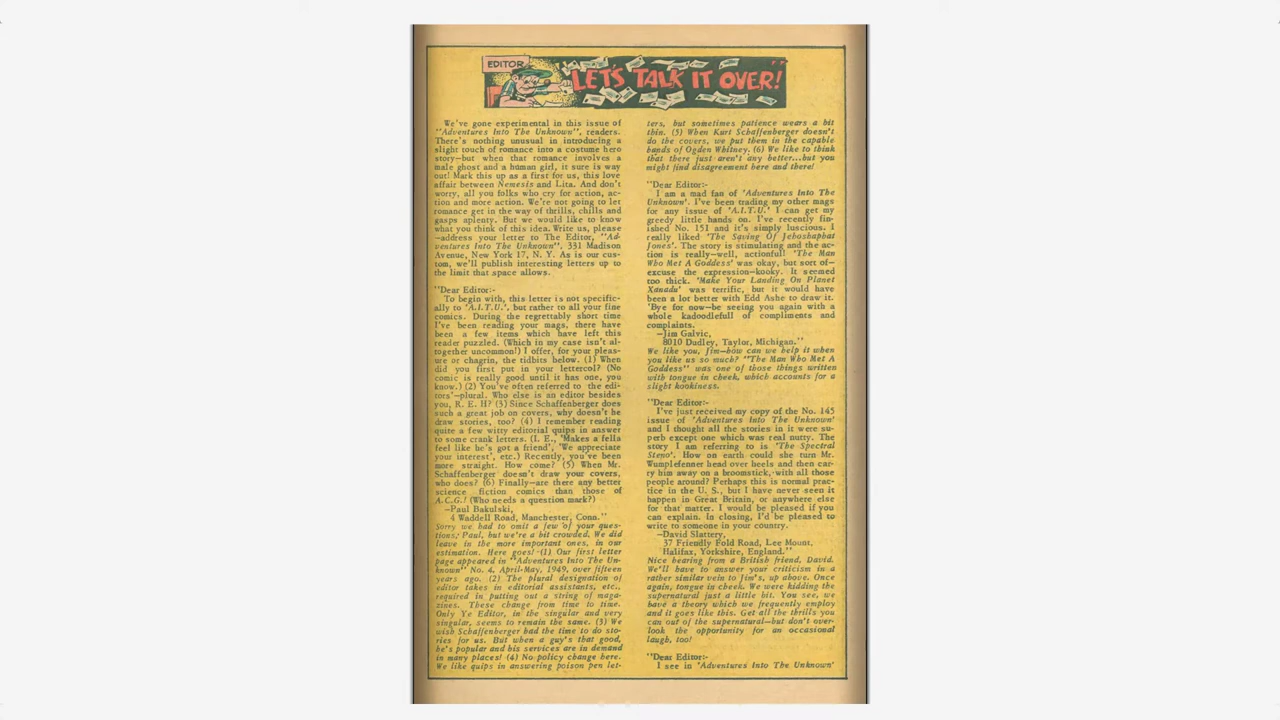 EDITOR
LET'S TALK IT OVER!
We've gone experimental in this issue of
"Adventures Into The Unknown", readers.
There's nothing unusual in introducing a
slight touch of romance into a costume hero
story—but when that romance involves a
male ghost and a human girl, it sure is way
out! Mark this up as a first for us, this love
affair between Nemesis and Lita. And don't
worry, all you folks who cry for action, ac-
tion and more action. We're not going to let
romance get in the way of thrills, chills and
gasps aplenty. But we would like to know
what you think of this idea. Write us, please
—address your letter to The Editor, "Ad-
ventures Into The Unknown", 331 Madison
Avenue, New York 17, N. Y. As is our cus-
tom, we'll publish interesting letters up to
the limit that space allows.
"Dear Editor:-
To begin with, this letter is not specific-
ally to 'A.I.T.U.', but rather to all your fine
comics. During the regrettably short time
I've been reading your mags, there have
been a few items which have left this
reader puzzled. (Which in my case isn't al-
together uncommon!) I offer, for your pleas-
ure or chagrin, the tidbits below. (1) When
did you first put in your lettercol? (No
comic is really good until it has one, you
know.) (2) You've often referred to the edi-
tors'—plural. Who else is an editor besides
you, R. E. H? (3) Since Schaffenberger does
such a great job on covers, why doesn't he
draw stories, too? (4) I remember reading
quite a few witty editorial quips in answer
to some crank letters. (I. E., 'Makes a fella
feel like he's got a friend', 'We appreciate
your interest', etc.) Recently, you've been
more straight. How come? (5) When Mr.
Schaffenberger doesn't draw your covers,
who does? (6) Finally—are there any better
science fiction comics than those of
A.C.G.! (Who needs a question mark?)
—Paul Bakulski,
4 Waddell Road, Manchester, Conn."
Sorry we had to omit a few of your ques-
tions, Paul, but we're a bit crowded. We did
leave in the more important ones, in our
estimation. Here goes! (1) Our first letter
page appeared in "Adventures Into The Un-
known" No. 4, April-May, 1949, over fifteen
years ago. (2) The plural designation of
editor takes in editorial assistants, etc.,
required in putting out a string of maga-
zines. These change from time to time.
Only Ye Editor, in the singular and very
singular, seems to remain the same. (3) We
wish Schaffenberger had the time to do sto-
ries for us. But when a guy's that good,
he's popular and his services are in demand
in many places! (4) No policy change here.
We like quips in answering poison pen let-
ters, but sometimes patience wears a bit
thin. (5) When Kurt Schaffenberger doesn't
do the covers, we put them in the capable
hands of Ogden Whitney. (6) We like to think
that there just aren't any better...but you
might find disagreement here and there!
"Dear Editor:-
I am a mad fan of 'Adventures Into The
Unknown'. I've been trading my other mags
for any issue of 'A.I.T.U.' I can get my
greedy little hands on. I've recently fin-
ished No. 151 and it's simply luscious. I
really liked 'The Saving Of Jehoshaphat
Jones'. The story is stimulating and the ac-
tion is really—well, actionful! 'The Man
Who Met A Goddess' was okay, but sort of—
excuse the expression—kooky. It seemed
too thick. 'Make Your Landing On Planet
Xanadu' was terrific, but it would have
been a lot better with Edd Ashe to draw it.
'Bye for now—be seeing you again with a
whole kadoodlefull of compliments and
complaints.
—Jim Galvic,
8010 Dudley, Taylor, Michigan."
We like you, Jim—how can we help it when
you like us so much? "The Man Who Met A
Goddess" was one of those things written
with tongue in cheek, which accounts for a
slight kookiness.
"Dear Editor:-
I've just received my copy of the No. 145
issue of 'Adventures Into The Unknown'
and I thought all the stories in it were su-
perb except one which was real nutty. The
story I am referring to is 'The Spectral
Steno'. How on earth could she turn Mr.
Wumplefenner head over heels and then car-
ry him away on a broomstick, with all those
people around? Perhaps this is normal prac-
tice in the U. S., but I have never seen it
happen in Great Britain, or anywhere else
for that matter. I would be pleased if you
can explain. In closing, I'd be pleased to
write to someone in your country.
—David Slattery,
37 Friendly Fold Road, Lee Mount,
Halifax, Yorkshire, England."
Nice hearing from a British friend, David.
We'll have to answer your criticism in a
rather similar vein to Jim's, up above. Once
again, tongue in cheek. We were kidding the
supernatural just a little bit. You see, we
have a theory which we frequently employ
and it goes like this. Get all the thrills you
can out of the supernatural—but don't over-
look the opportunity for an occasional
laugh, too!
"Dear Editor:-
I see in 'Adventures Into The Unknown'